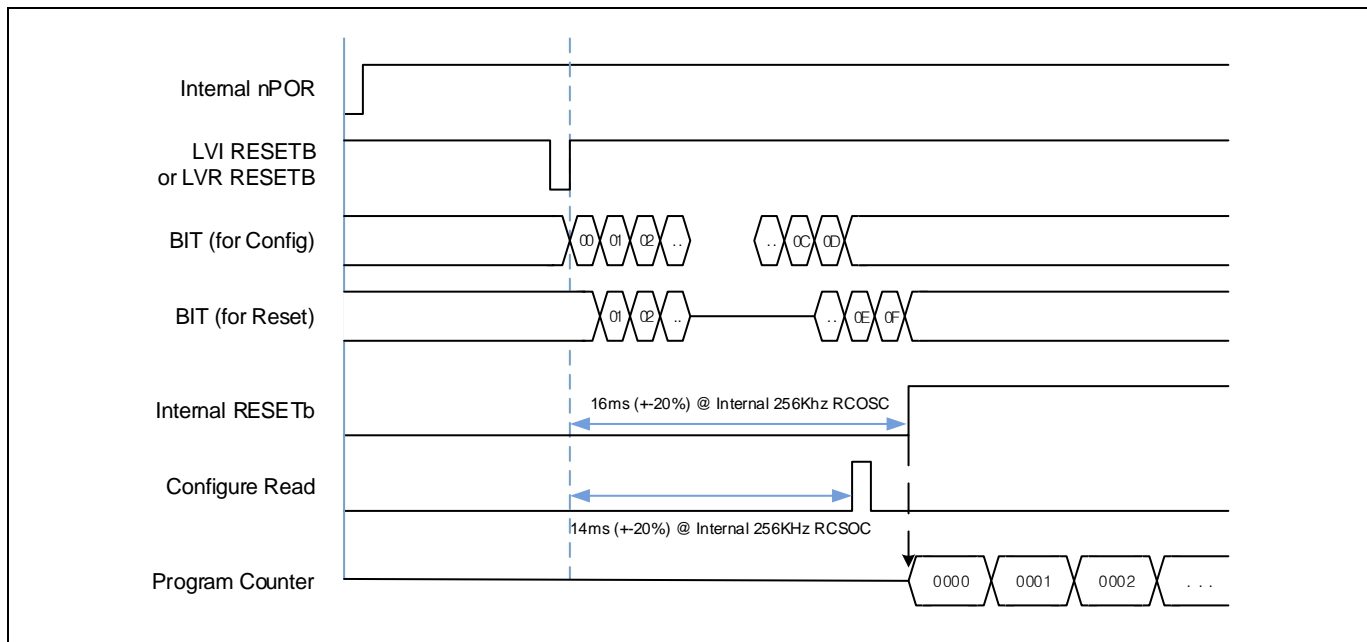 Internal nPOR
LVI RESETB
or LVR RESETB
BIT (for Config)
00 01 02 .. .. 0C 0D
BIT (for Reset)
01 02 .. .. 0E 0F
Internal RESETb
16ms (+-20%) @ Internal 256Khz RCOSC
Configure Read
14ms (+-20%) @ Internal 256KHz RCSOC
Program Counter
0000 0001 0002 ...